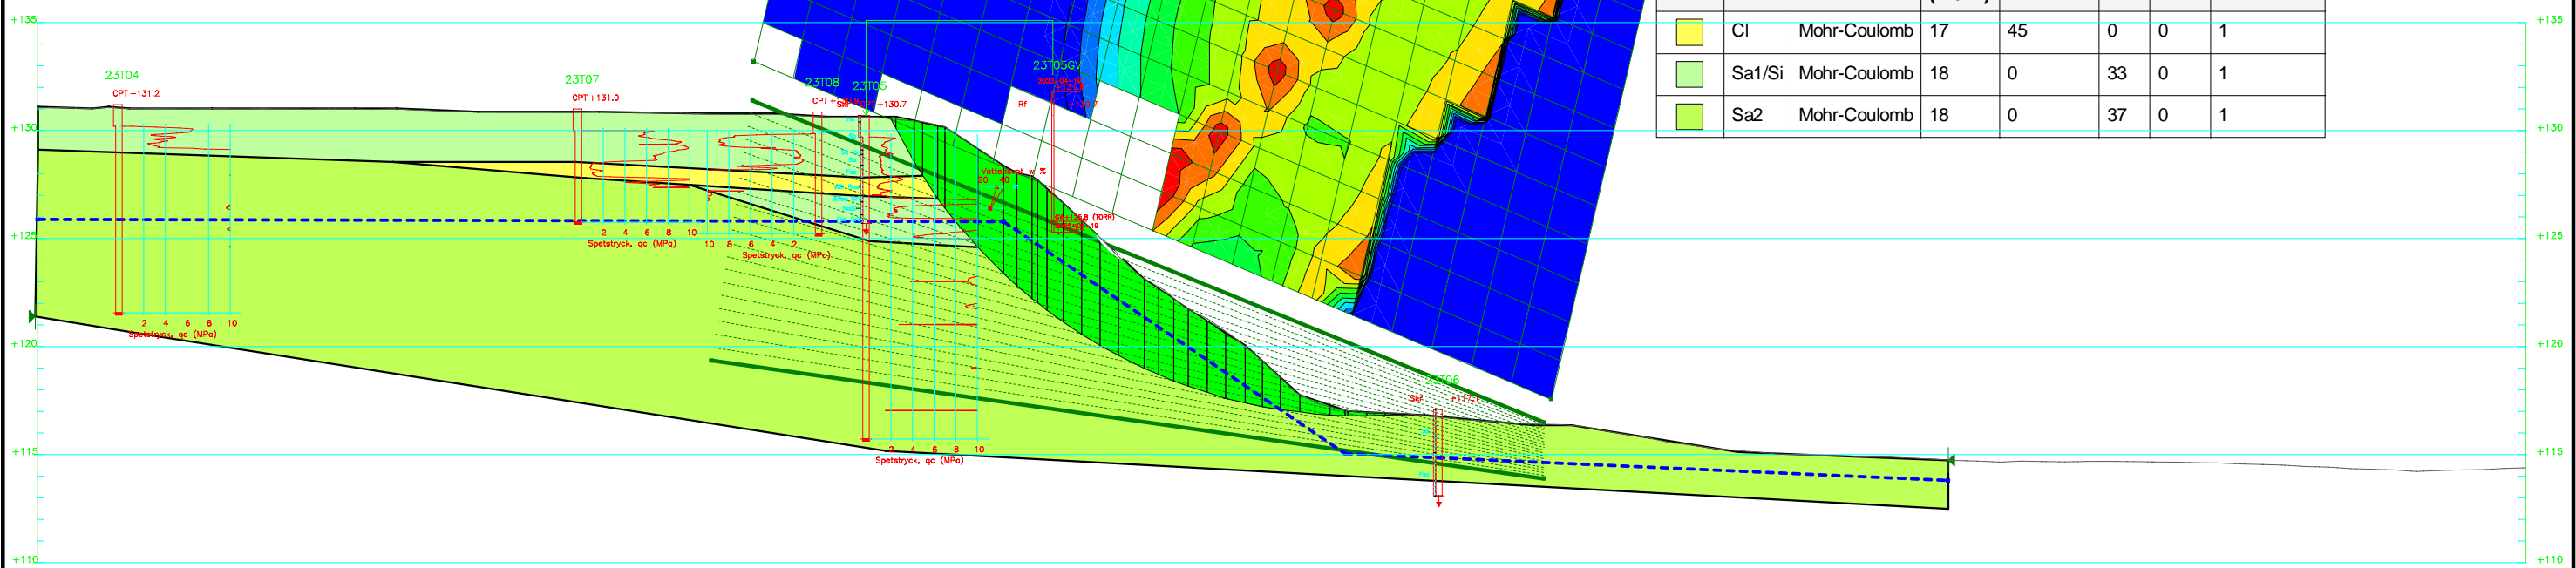 +135
+135
Cl Mohr-Coulomb 17 45 0 0 1
Sa1/Si Mohr-Coulomb 18 0 33 0 1
Sa2 Mohr-Coulomb 18 0 37 0 1
23T04
23T07
23T08
23T05
23T05GV
CPT +131.2
CPT +131.0
CPT
+130.7
Rf
+130
+130
20 40
+125
+125
2 4 6 8 10
Spetstryck, qc (MPa)
10 8 6 4 2
Spetstryck, qc (MPa)
2 4 6 8 10
Spetstryck, qc (MPa)
+120
+120
Skr
2 4 6 8 10
Spetstryck, qc (MPa)
+115
+115
+110
+110